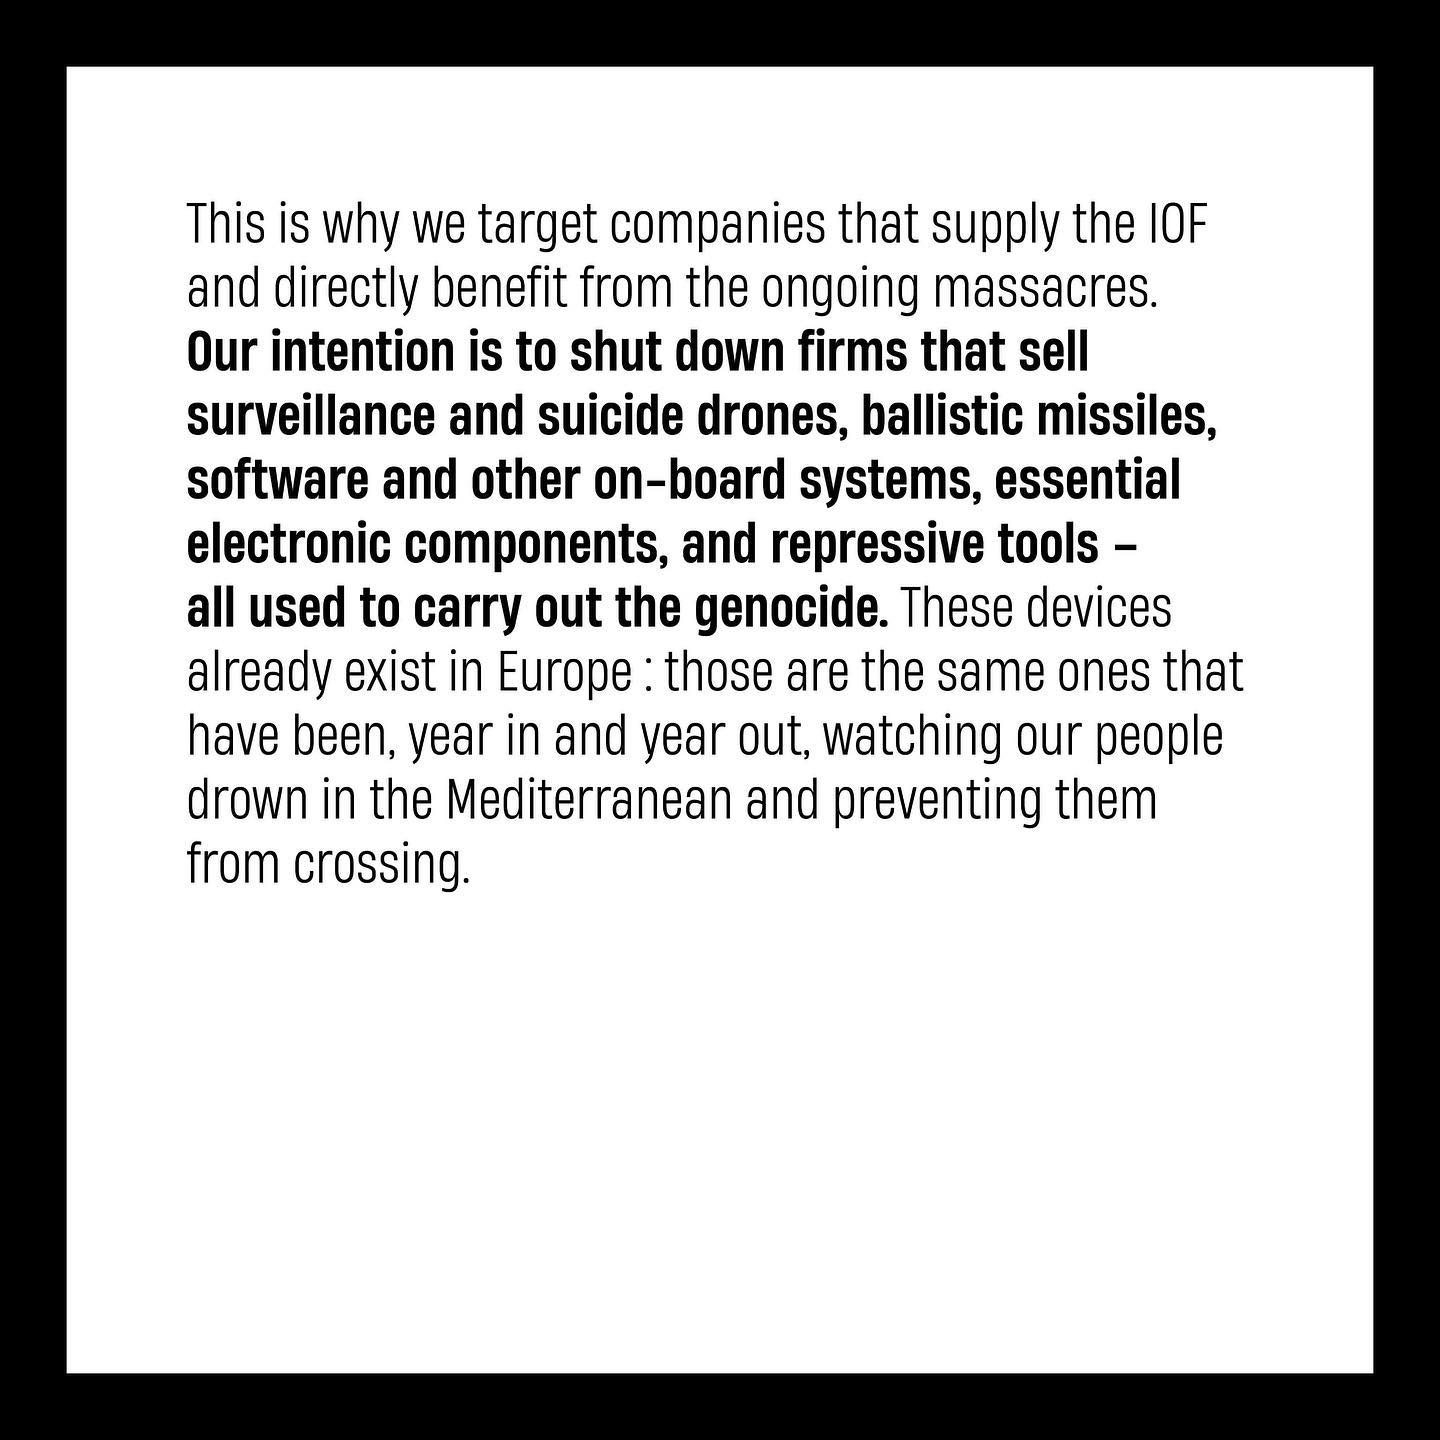 This is why we target companies that supply the IOF
and directly benefit from the ongoing massacres.
Our intention is to shut down firms that sell
surveillance and suicide drones, ballistic missiles,
software and other on-board systems, essential
electronic components, and repressive tools –
all used to carry out the genocide. These devices
already exist in Europe : those are the same ones that
have been, year in and year out, watching our people
drown in the Mediterranean and preventing them
from crossing.